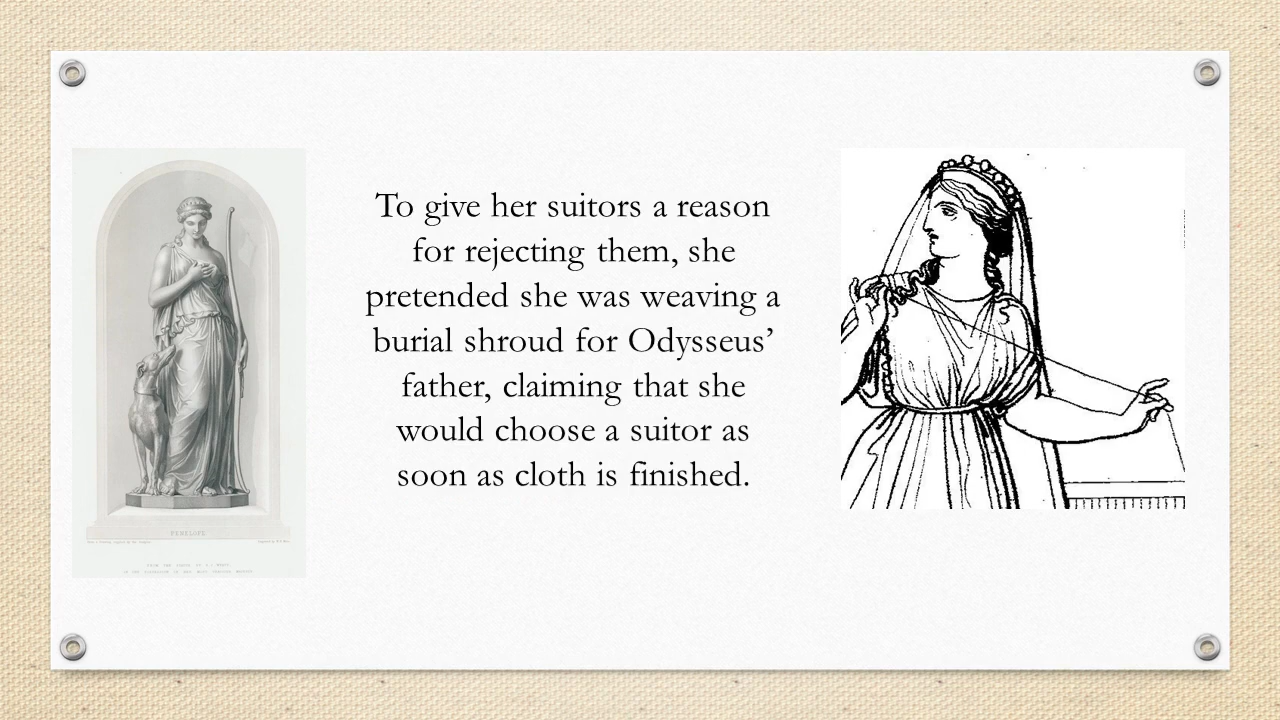 To give her suitors a reason
for rejecting them, she
pretended she was weaving a
burial shroud for Odysseus’
father, claiming that she
would choose a suitor as
soon as cloth is finished.
PENELOPE